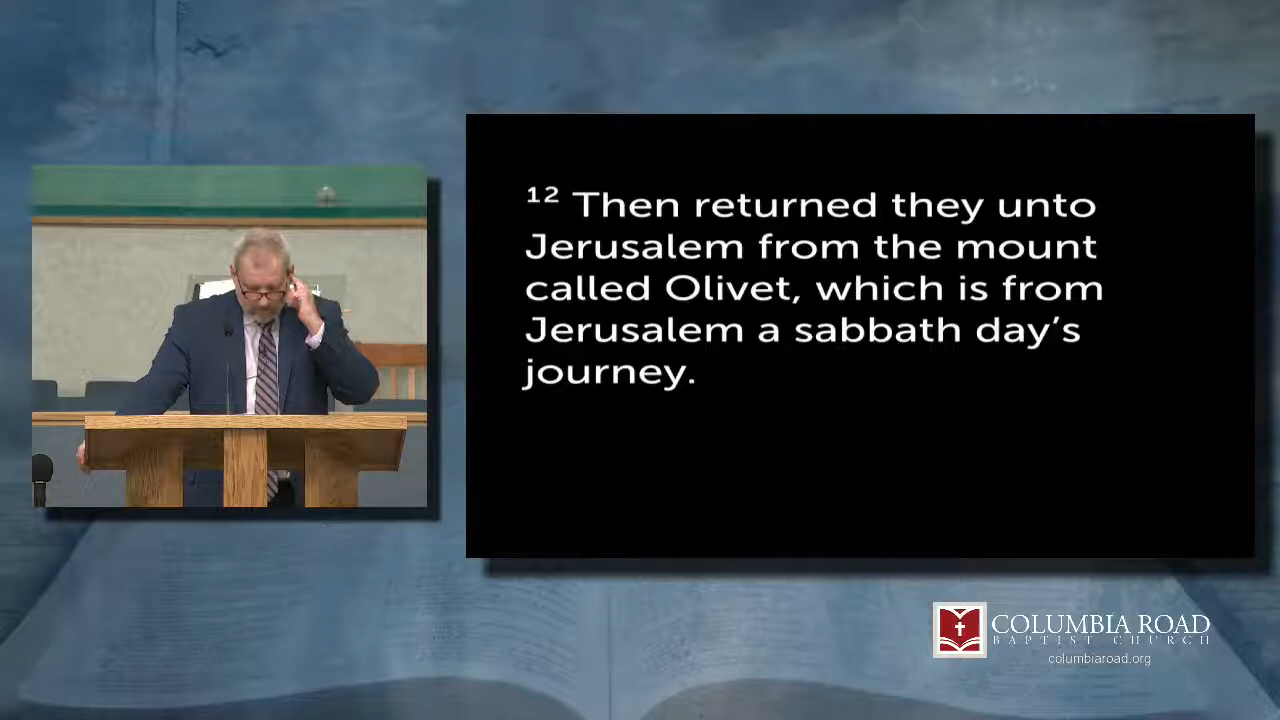 ¹² Then returned they unto
Jerusalem from the mount
called Olivet, which is from
Jerusalem a sabbath day’s
journey.
COLUMBIA ROAD
BAPTIST CHURCH
columbiaroad.org